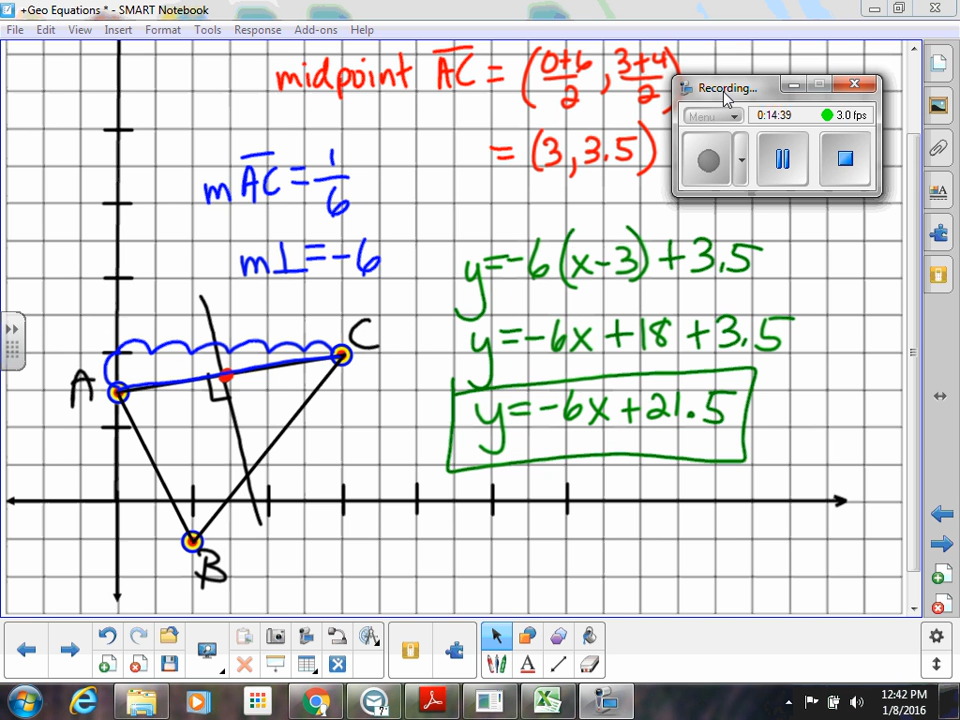 +Geo Equations * - SMART Notebook
File Edit View Insert Format Tools Response Add-ons Help
midpoint A̅C̅ = (0+6/2, 3+4/2)
= (3, 3.5)
Recording...
Menu 0:14:39 3.0 fps
mA̅C̅ = 1/6
m⊥=-6
y=-6(x-3)+3.5
y=-6x+18+3.5
y=-6x+21.5
C
A
B
12:42 PM
1/8/2016